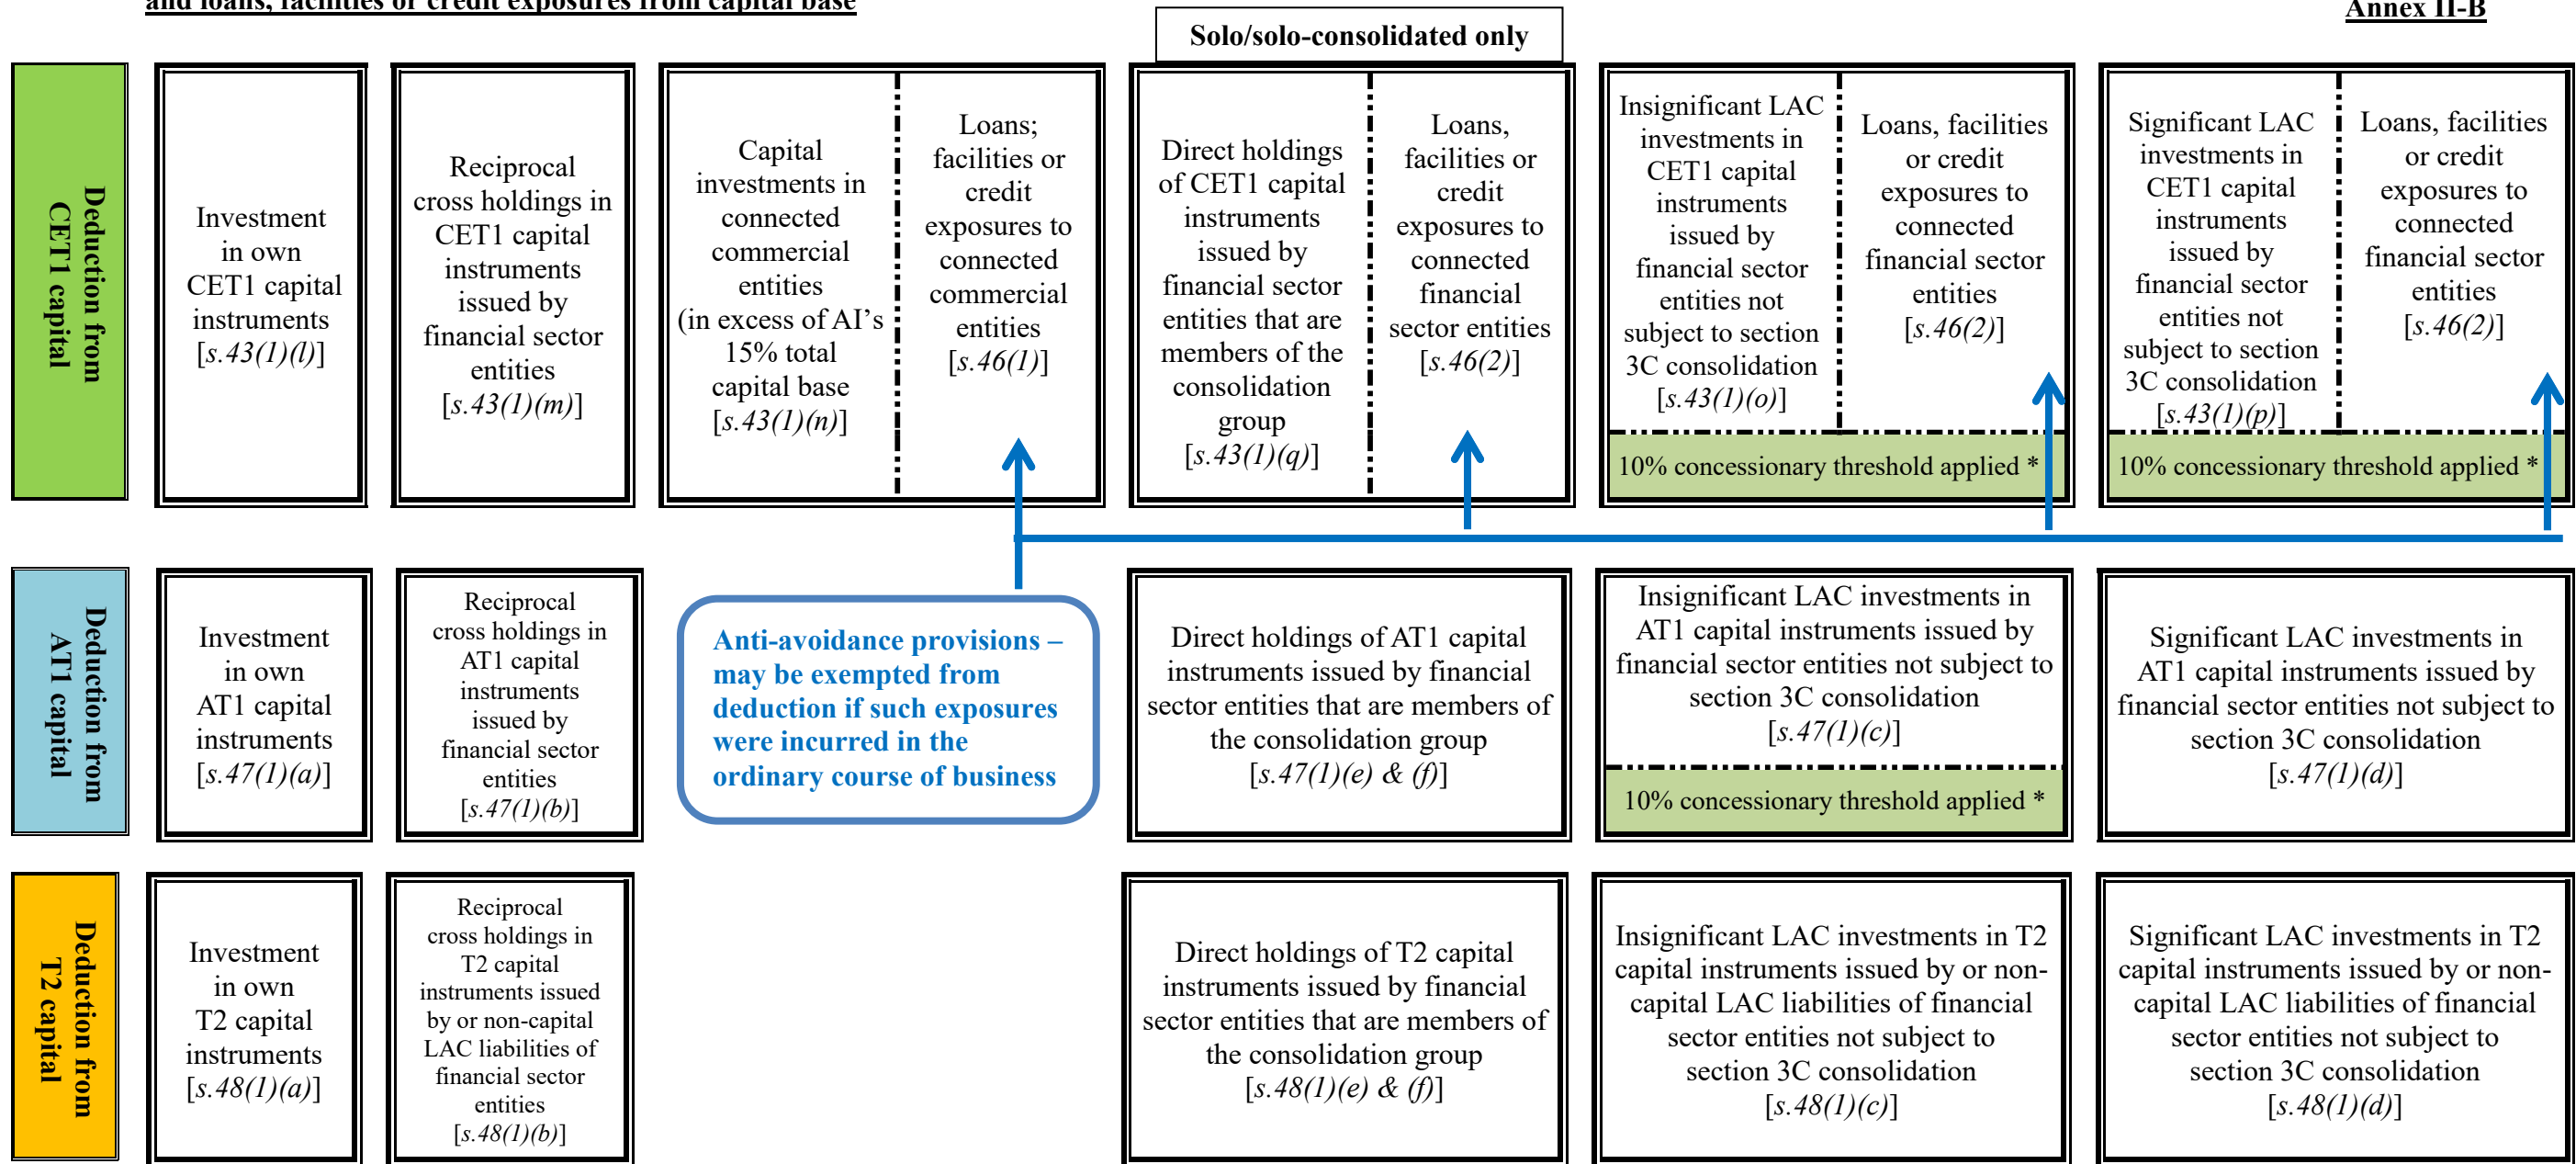 and loans, facilities or credit exposures from capital base
Annex II-B
Solo/solo-consolidated only
Deduction from
CET1 capital
Investment
in own
CET1 capital
instruments
[s.43(1)(l)]
Reciprocal
cross holdings in
CET1 capital
instruments
issued by
financial sector
entities
[s.43(1)(m)]
Capital
investments in
connected
commercial
entities
(in excess of AI’s
15% total
capital base
[s.43(1)(n)]
Loans;
facilities or
credit
exposures to
connected
commercial
entities
[s.46(1)]
Direct holdings
of CET1 capital
instruments
issued by
financial sector
entities that are
members of the
consolidation
group
[s.43(1)(q)]
Loans,
facilities or
credit
exposures to
connected
financial
sector entities
[s.46(2)]
Insignificant LAC
investments in
CET1 capital
instruments
issued by
financial sector
entities not
subject to section
3C consolidation
[s.43(1)(o)]
Loans, facilities
or credit
exposures to
connected
financial sector
entities
[s.46(2)]
10% concessionary threshold applied *
Significant LAC
investments in
CET1 capital
instruments
issued by
financial sector
entities not
subject to section
3C consolidation
[s.43(1)(p)]
Loans, facilities
or credit
exposures to
connected
financial sector
entities
[s.46(2)]
10% concessionary threshold applied *
Deduction from
AT1 capital
Investment
in own
AT1 capital
instruments
[s.47(1)(a)]
Reciprocal
cross holdings in
AT1 capital
instruments
issued by
financial sector
entities
[s.47(1)(b)]
Anti-avoidance provisions –
may be exempted from
deduction if such exposures
were incurred in the
ordinary course of business
Direct holdings of AT1 capital
instruments issued by financial
sector entities that are members of
the consolidation group
[s.47(1)(e) & (f)]
Insignificant LAC investments in
AT1 capital instruments issued by
financial sector entities not subject to
section 3C consolidation
[s.47(1)(c)]
10% concessionary threshold applied *
Significant LAC investments in
AT1 capital instruments issued by
financial sector entities not subject to
section 3C consolidation
[s.47(1)(d)]
Deduction from
T2 capital
Investment
in own
T2 capital
instruments
[s.48(1)(a)]
Reciprocal
cross holdings in
T2 capital
instruments issued
by or non-capital
LAC liabilities of
financial sector
entities
[s.48(1)(b)]
Direct holdings of T2 capital
instruments issued by financial
sector entities that are members of
the consolidation group
[s.48(1)(e) & (f)]
Insignificant LAC investments in T2
capital instruments issued by or non-
capital LAC liabilities of financial
sector entities not subject to
section 3C consolidation
[s.48(1)(c)]
Significant LAC investments in T2
capital instruments issued by or non-
capital LAC liabilities of financial
sector entities not subject to
section 3C consolidation
[s.48(1)(d)]